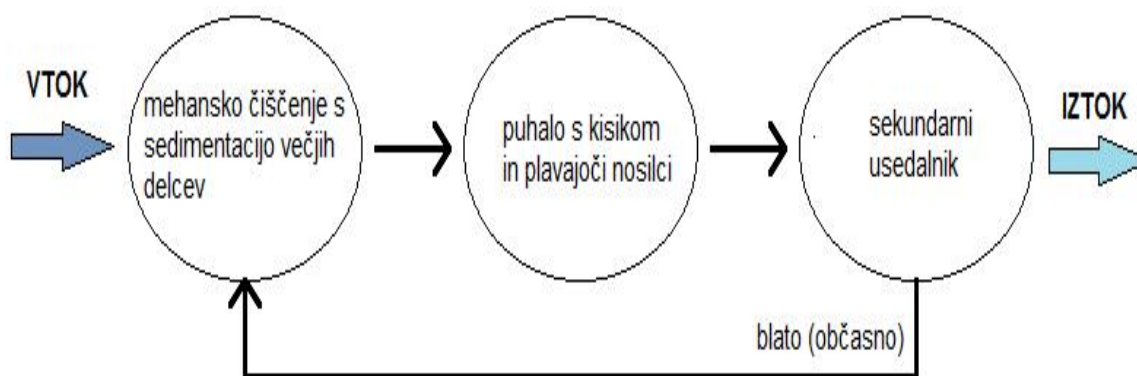 VTOK
mehansko čiščenje s
sedimentacijo večjih
delcev
puhalo s kisikom
in plavajoči nosilci
sekundarni
usedalnik
IZTOK
blato (občasno)